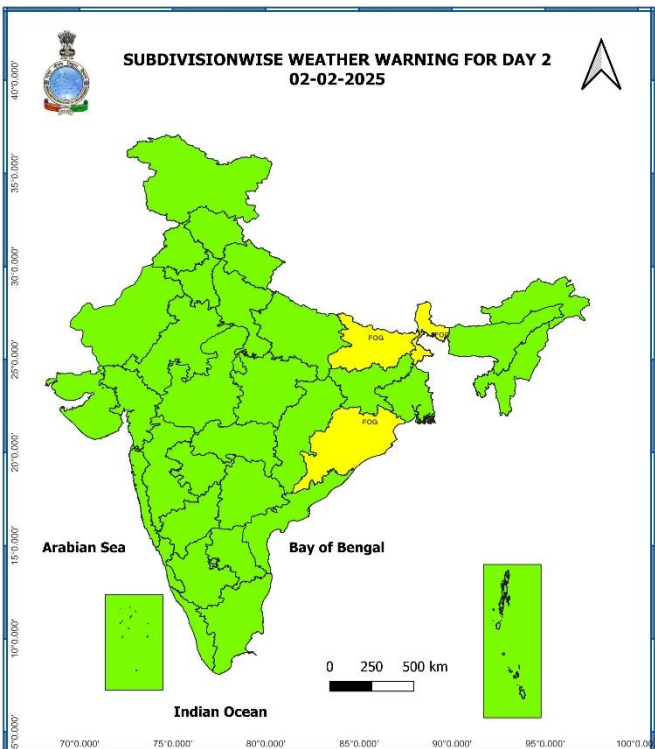 SUBDIVISIONWISE WEATHER WARNING FOR DAY 2
02-02-2025
40°0.000'
35°0.000'
30°0.000'
25°0.000'
20°0.000'
15°0.000'
10°0.000'
5°0.000'
FOG
FOG
FOG
Arabian Sea
Bay of Bengal
0 250 500 km
Indian Ocean
70°0.000' 75°0.000' 80°0.000' 85°0.000' 90°0.000' 95°0.000' 100°0.00